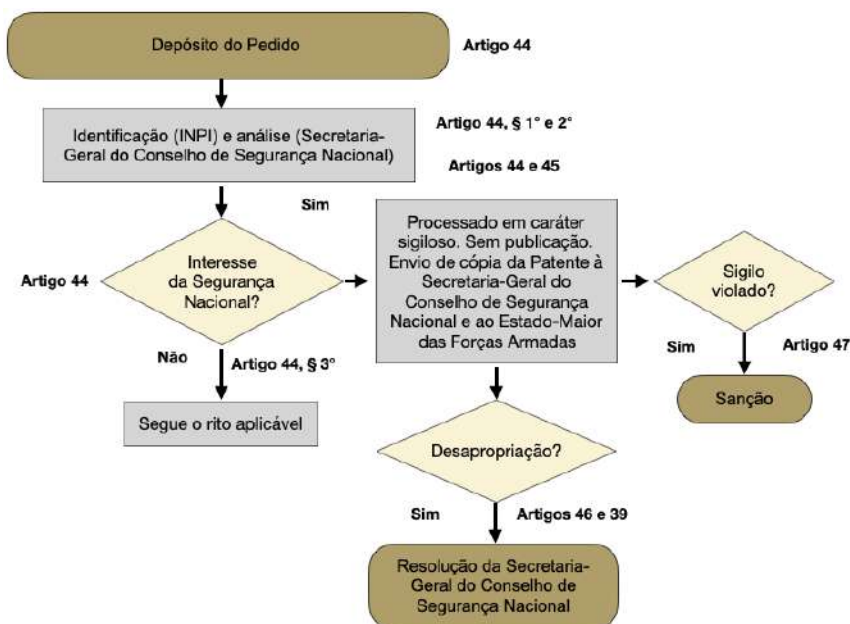 Depósito do Pedido
Artigo 44
Identificação (INPI) e análise (Secretaria-
Geral do Conselho de Segurança Nacional)
Artigo 44, § 1° e 2°
Artigos 44 e 45
Sim
Artigo 44
Interesse
da Segurança
Nacional?
Processado em caráter
sigiloso. Sem publicação.
Envio de cópia da Patente à
Secretaria-Geral do
Conselho de Segurança
Nacional e ao Estado-Maior
das Forças Armadas
Sigilo
violado?
Não
Artigo 44, § 3°
Sim
Artigo 47
Segue o rito aplicável
Sanção
Desapropriação?
Sim
Artigos 46 e 39
Resolução da Secretaria-
Geral do Conselho de
Segurança Nacional